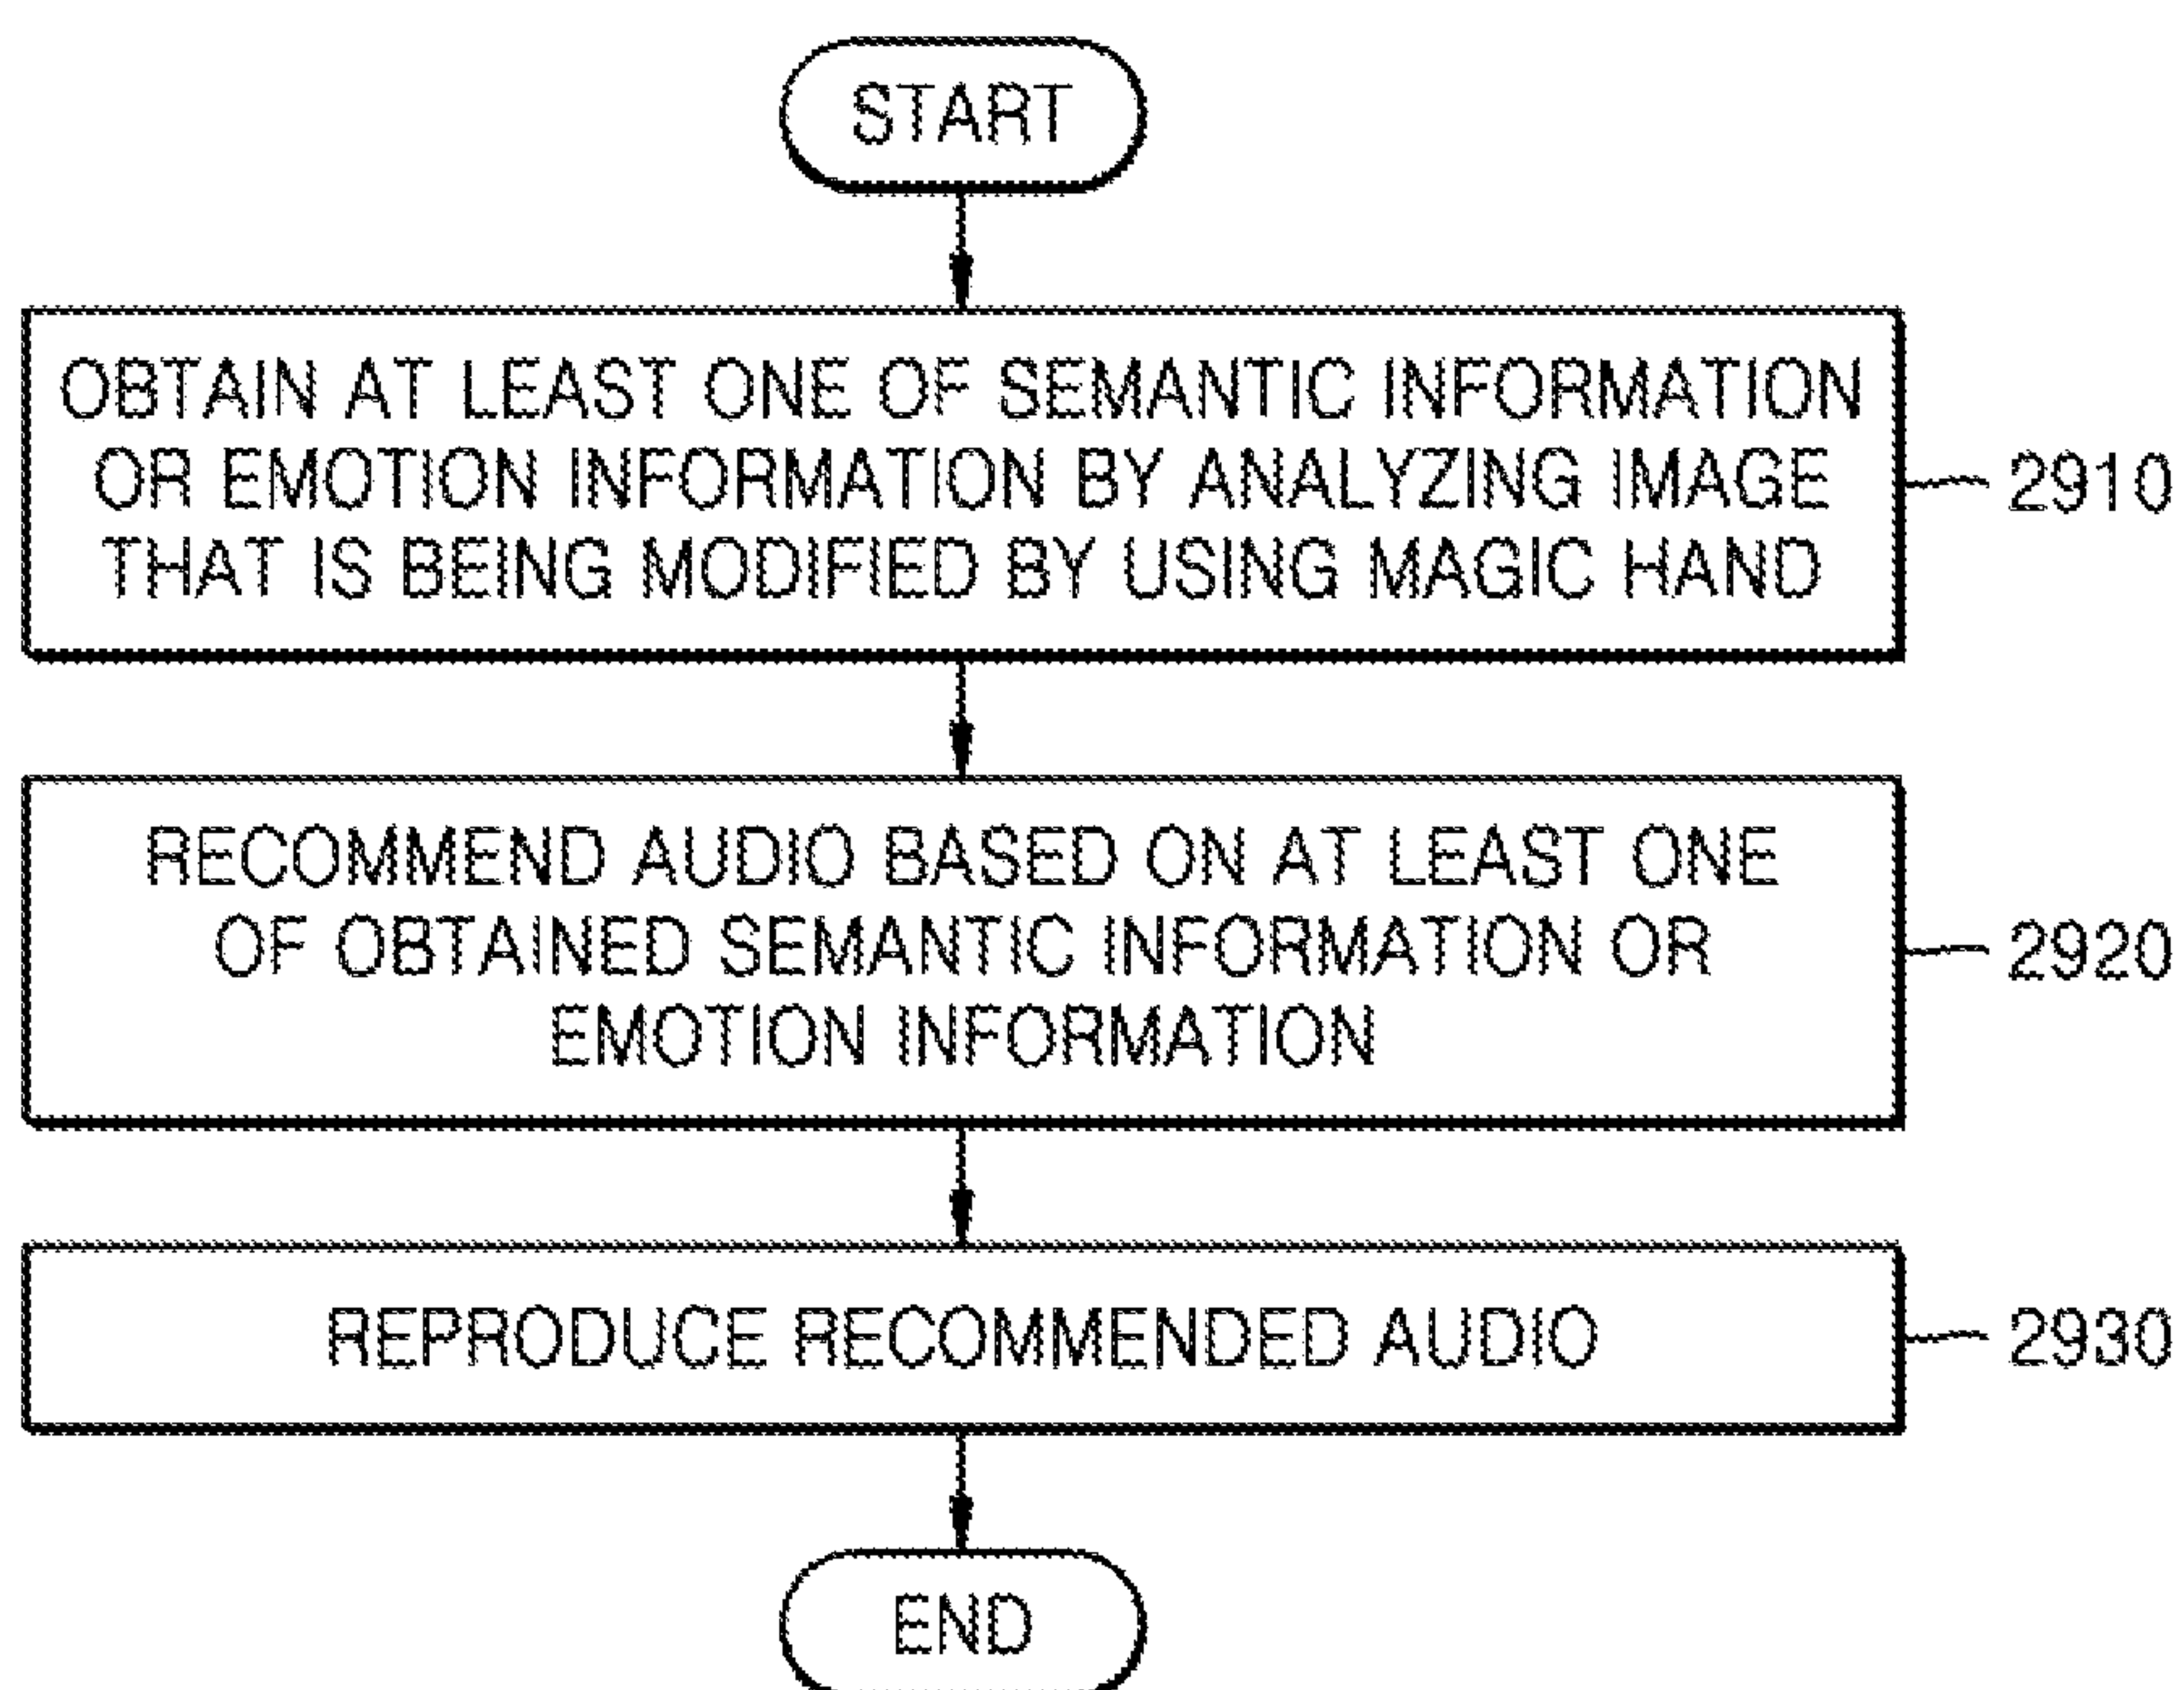 START
OBTAIN AT LEAST ONE OF SEMANTIC INFORMATION
OR EMOTION INFORMATION BY ANALYZING IMAGE
THAT IS BEING MODIFIED BY USING MAGIC HAND
2910
RECOMMEND AUDIO BASED ON AT LEAST ONE
OF OBTAINED SEMANTIC INFORMATION OR
EMOTION INFORMATION
2920
REPRODUCE RECOMMENDED AUDIO
2930
END